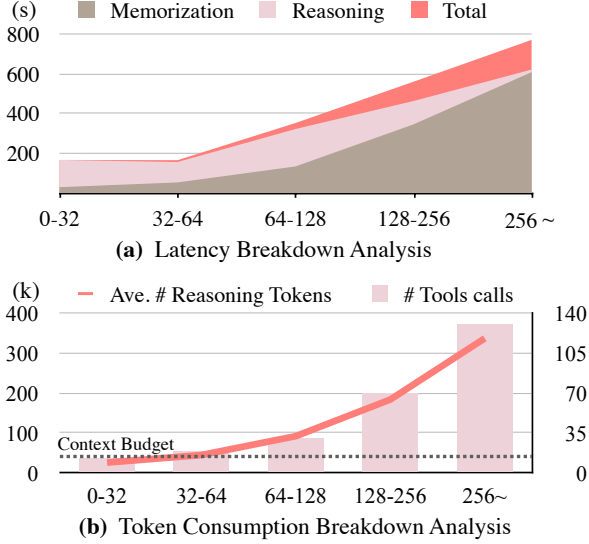 (s) Memorization Reasoning Total
800
600
400
200
0-32 32-64 64-128 128-256 256 ~
(a) Latency Breakdown Analysis
(k) Ave. # Reasoning Tokens # Tools calls
400 140
300 105
200 70
100 35
Context Budget
0 0
0-32 32-64 64-128 128-256 256~
(b) Token Consumption Breakdown Analysis